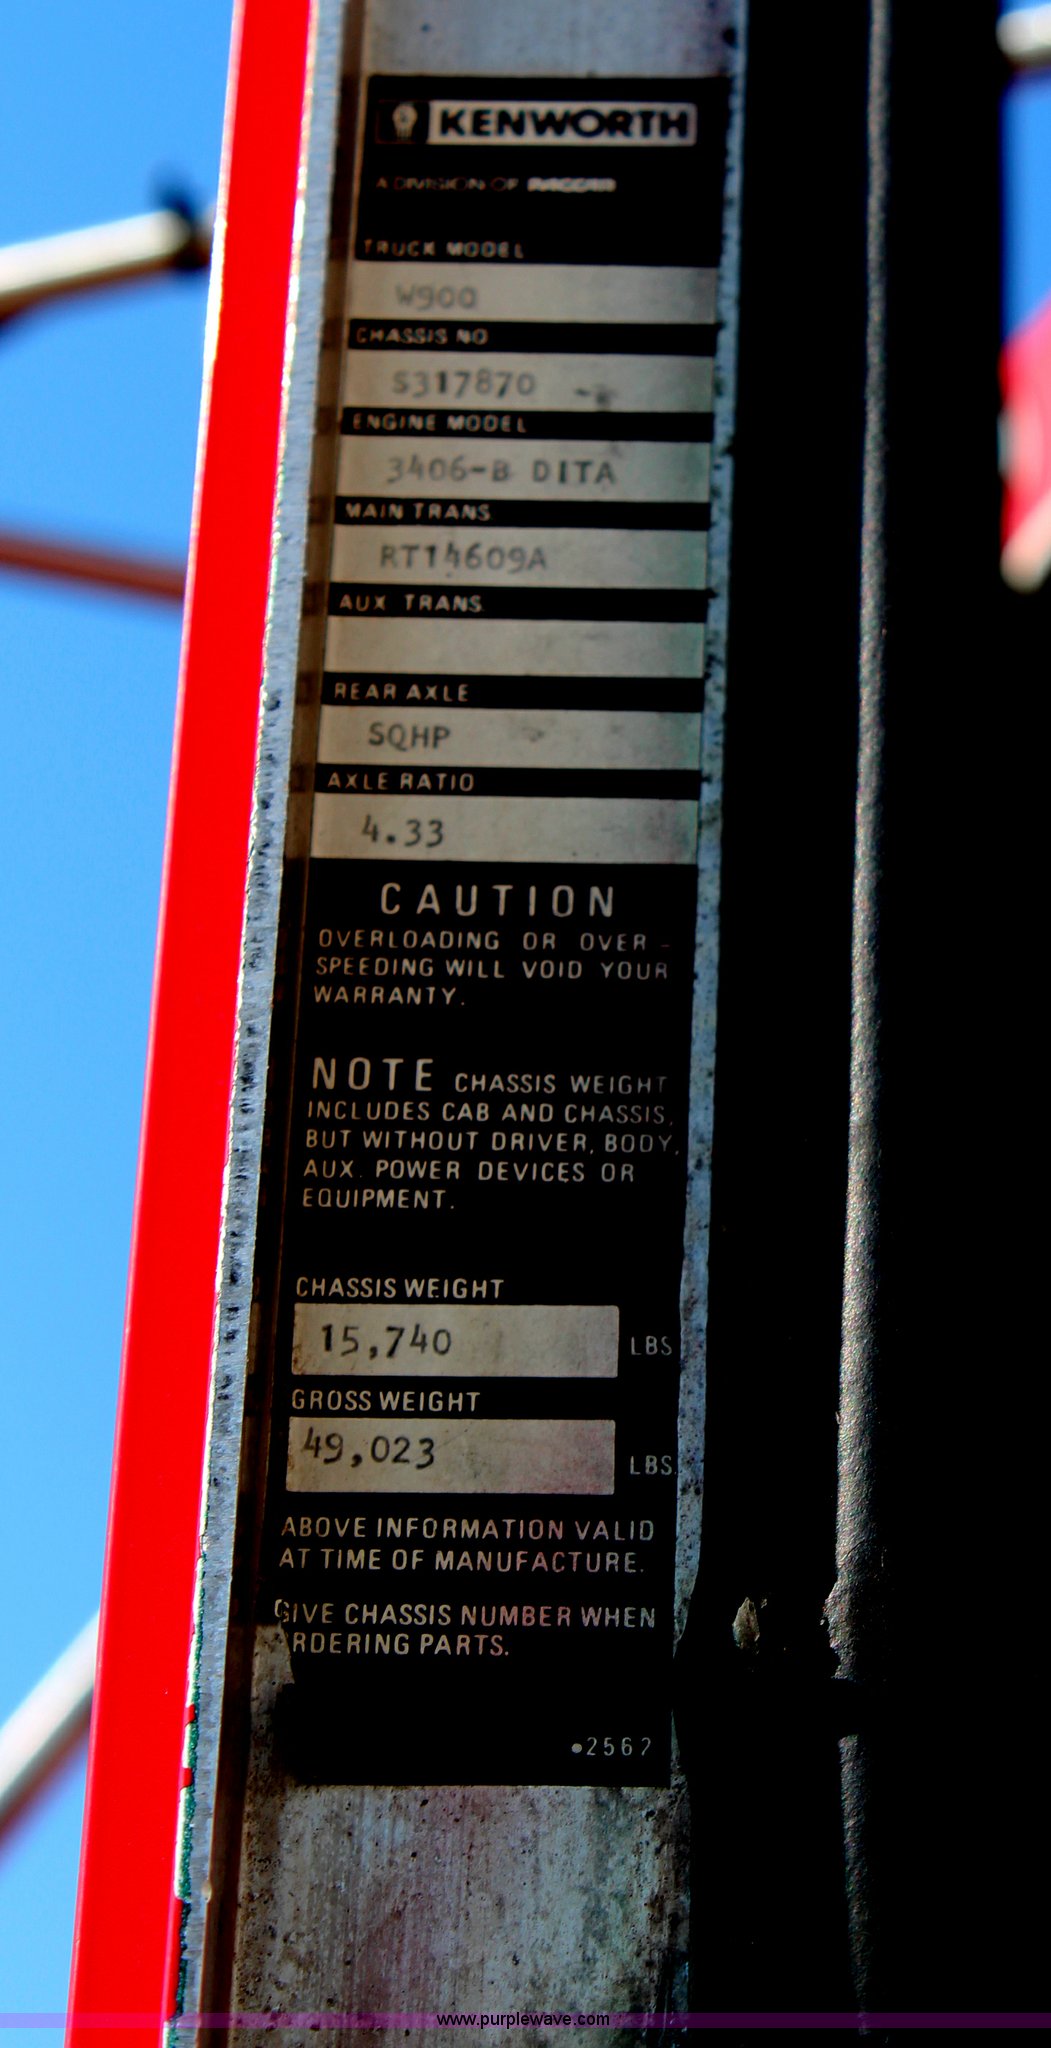 KENWORTH
A DIVISION OF PACCAR
TRUCK MODEL
W900
CHASSIS NO
S317870
ENGINE MODEL
3406-B DITA
MAIN TRANS
RT14609A
AUX TRANS
REAR AXLE
SQHP
AXLE RATIO
4.33
CAUTION
OVERLOADING OR OVER -
SPEEDING WILL VOID YOUR
WARRANTY.
NOTE CHASSIS WEIGHT
INCLUDES CAB AND CHASSIS,
BUT WITHOUT DRIVER, BODY,
AUX. POWER DEVICES OR
EQUIPMENT.
CHASSIS WEIGHT
15,740 LBS
GROSS WEIGHT
49,023 LBS.
ABOVE INFORMATION VALID
AT TIME OF MANUFACTURE.
GIVE CHASSIS NUMBER WHEN
RDERING PARTS.
•2562
www.purplewave.com